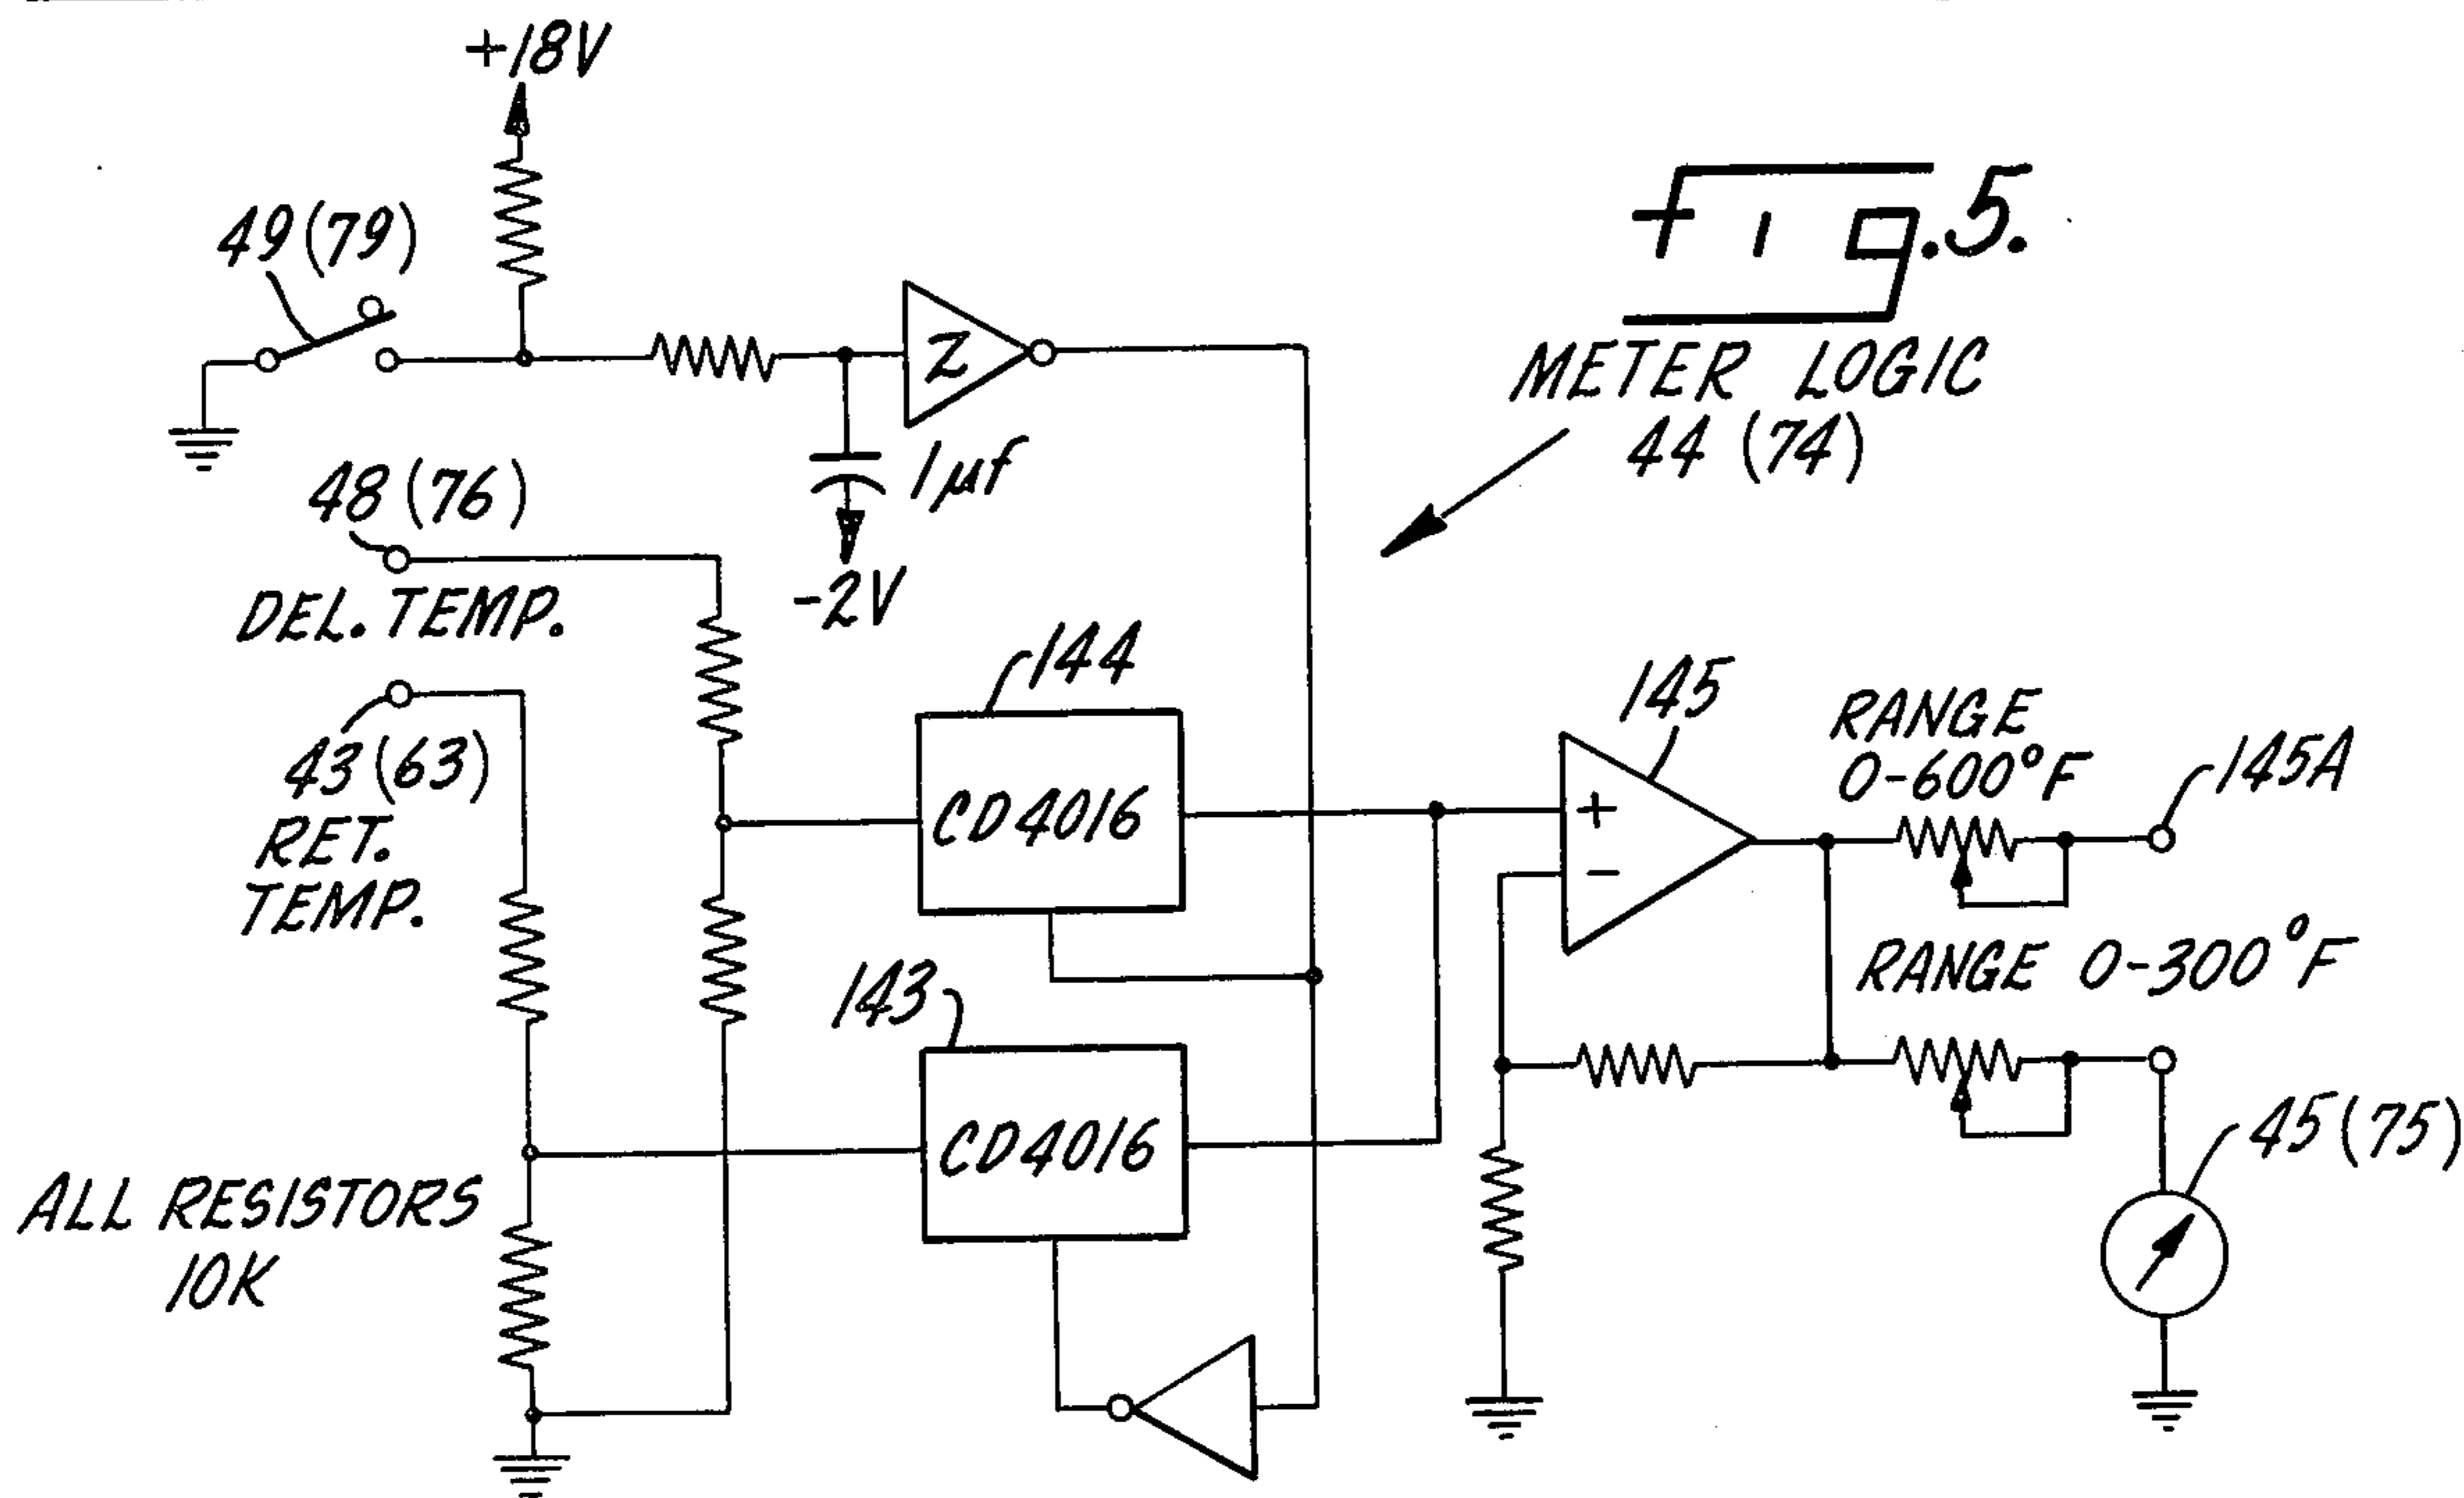 +18V
49(79)
Fig.5.
METER LOGIC
44 (74)
Z
1µf
-2V
48(76)
DEL. TEMP.
43(63)
RET.
TEMP.
144
CD4016
143
CD4016
145
+
-
RANGE
0-600°F
145A
RANGE 0-300°F
45(75)
ALL RESISTORS
10K